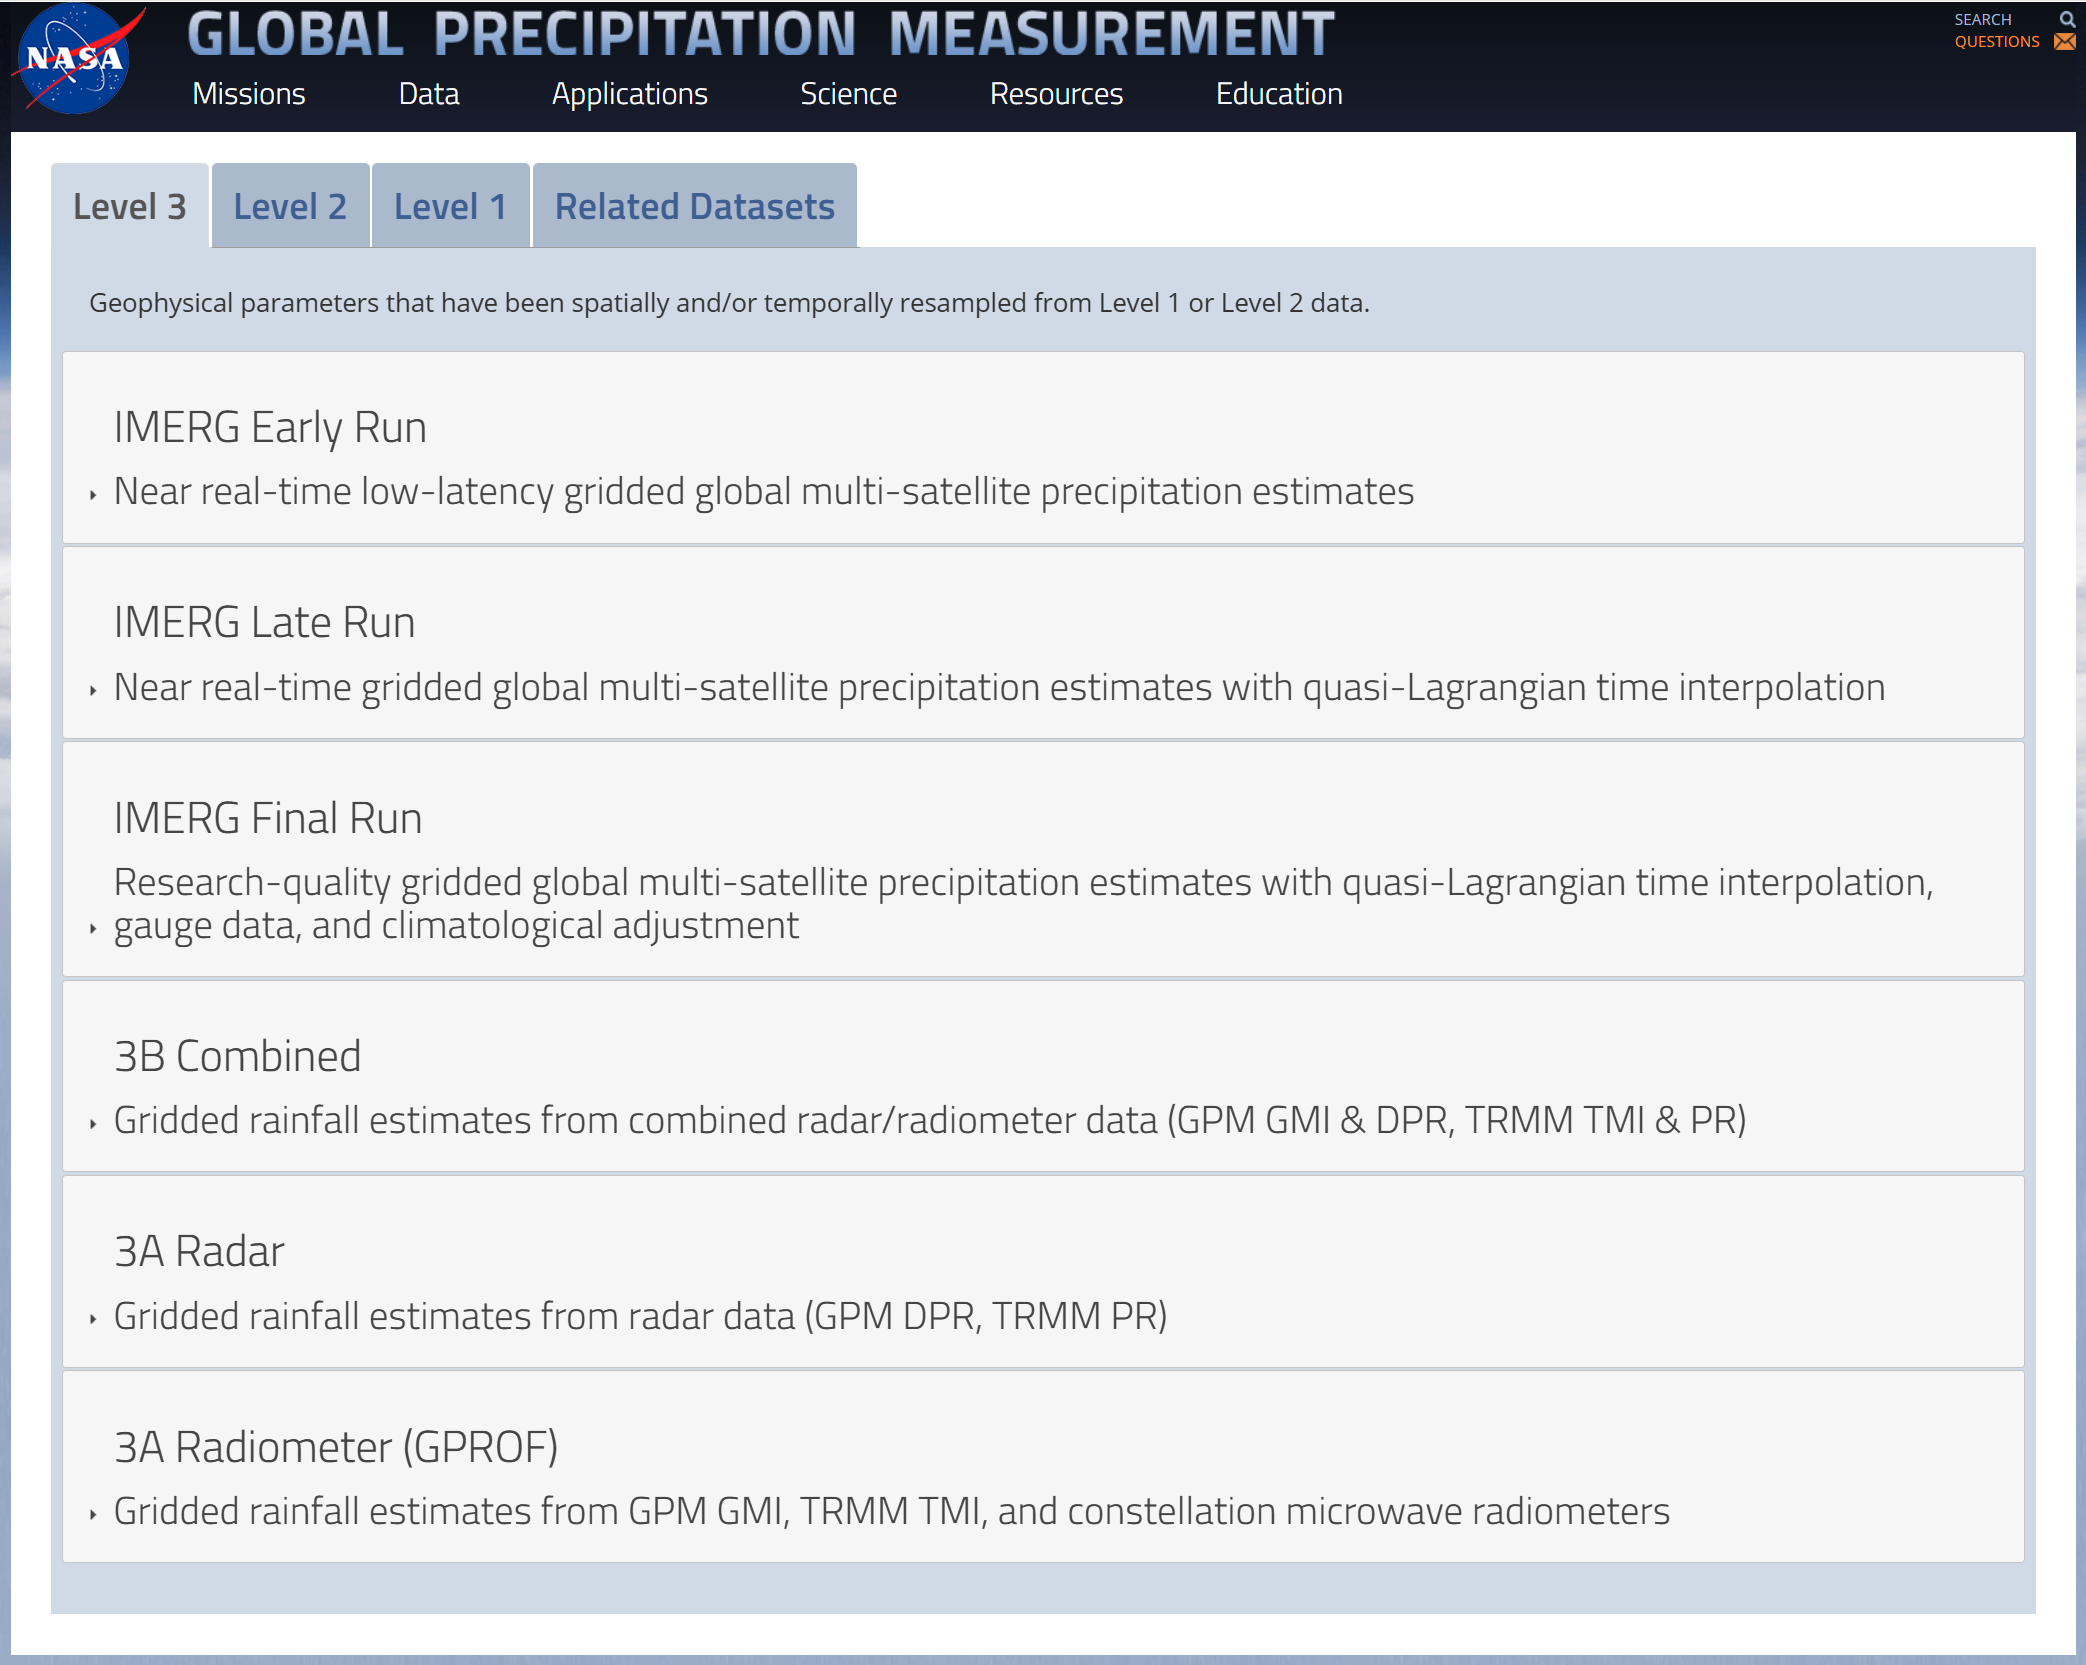 NASA
GLOBAL PRECIPITATION MEASUREMENT
SEARCH
QUESTIONS
Missions Data Applications Science Resources Education
Level 3 Level 2 Level 1 Related Datasets
Geophysical parameters that have been spatially and/or temporally resampled from Level 1 or Level 2 data.
IMERG Early Run
Near real-time low-latency gridded global multi-satellite precipitation estimates
IMERG Late Run
Near real-time gridded global multi-satellite precipitation estimates with quasi-Lagrangian time interpolation
IMERG Final Run
Research-quality gridded global multi-satellite precipitation estimates with quasi-Lagrangian time interpolation,
gauge data, and climatological adjustment
3B Combined
Gridded rainfall estimates from combined radar/radiometer data (GPM GMI & DPR, TRMM TMI & PR)
3A Radar
Gridded rainfall estimates from radar data (GPM DPR, TRMM PR)
3A Radiometer (GPROF)
Gridded rainfall estimates from GPM GMI, TRMM TMI, and constellation microwave radiometers